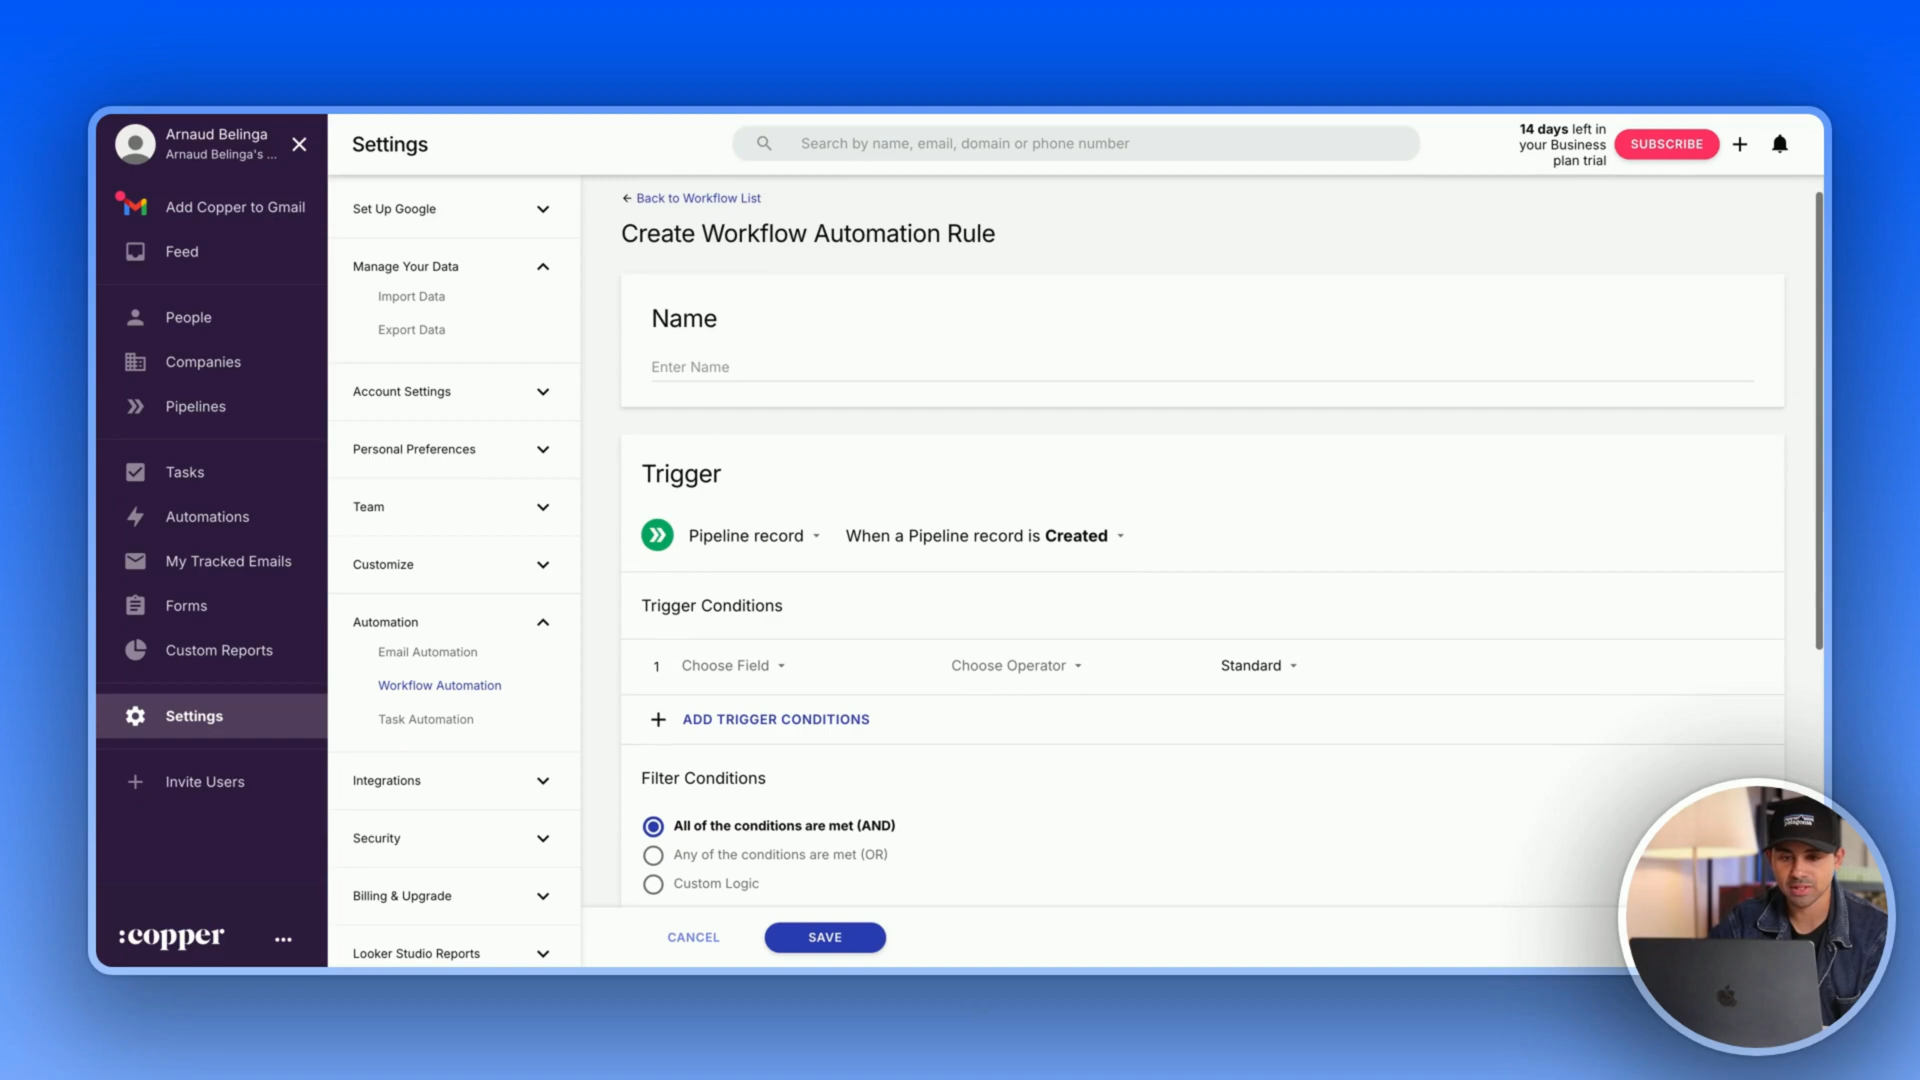 Arnaud Belinga
Arnaud Belinga's ...
Add Copper to Gmail
Feed
People
Companies
Pipelines
Tasks
Automations
My Tracked Emails
Forms
Custom Reports
Settings
Invite Users
:copper
Settings
Search by name, email, domain or phone number
14 days left in
your Business
plan trial
SUBSCRIBE
Set Up Google
Manage Your Data
Import Data
Export Data
Account Settings
Personal Preferences
Team
Customize
Automation
Email Automation
Workflow Automation
Task Automation
Integrations
Security
Billing & Upgrade
Looker Studio Reports
Back to Workflow List
Create Workflow Automation Rule
Name
Enter Name
Trigger
Pipeline record When a Pipeline record is Created
Trigger Conditions
1 Choose Field Choose Operator Standard
ADD TRIGGER CONDITIONS
Filter Conditions
All of the conditions are met (AND)
Any of the conditions are met (OR)
Custom Logic
CANCEL SAVE
patagonia